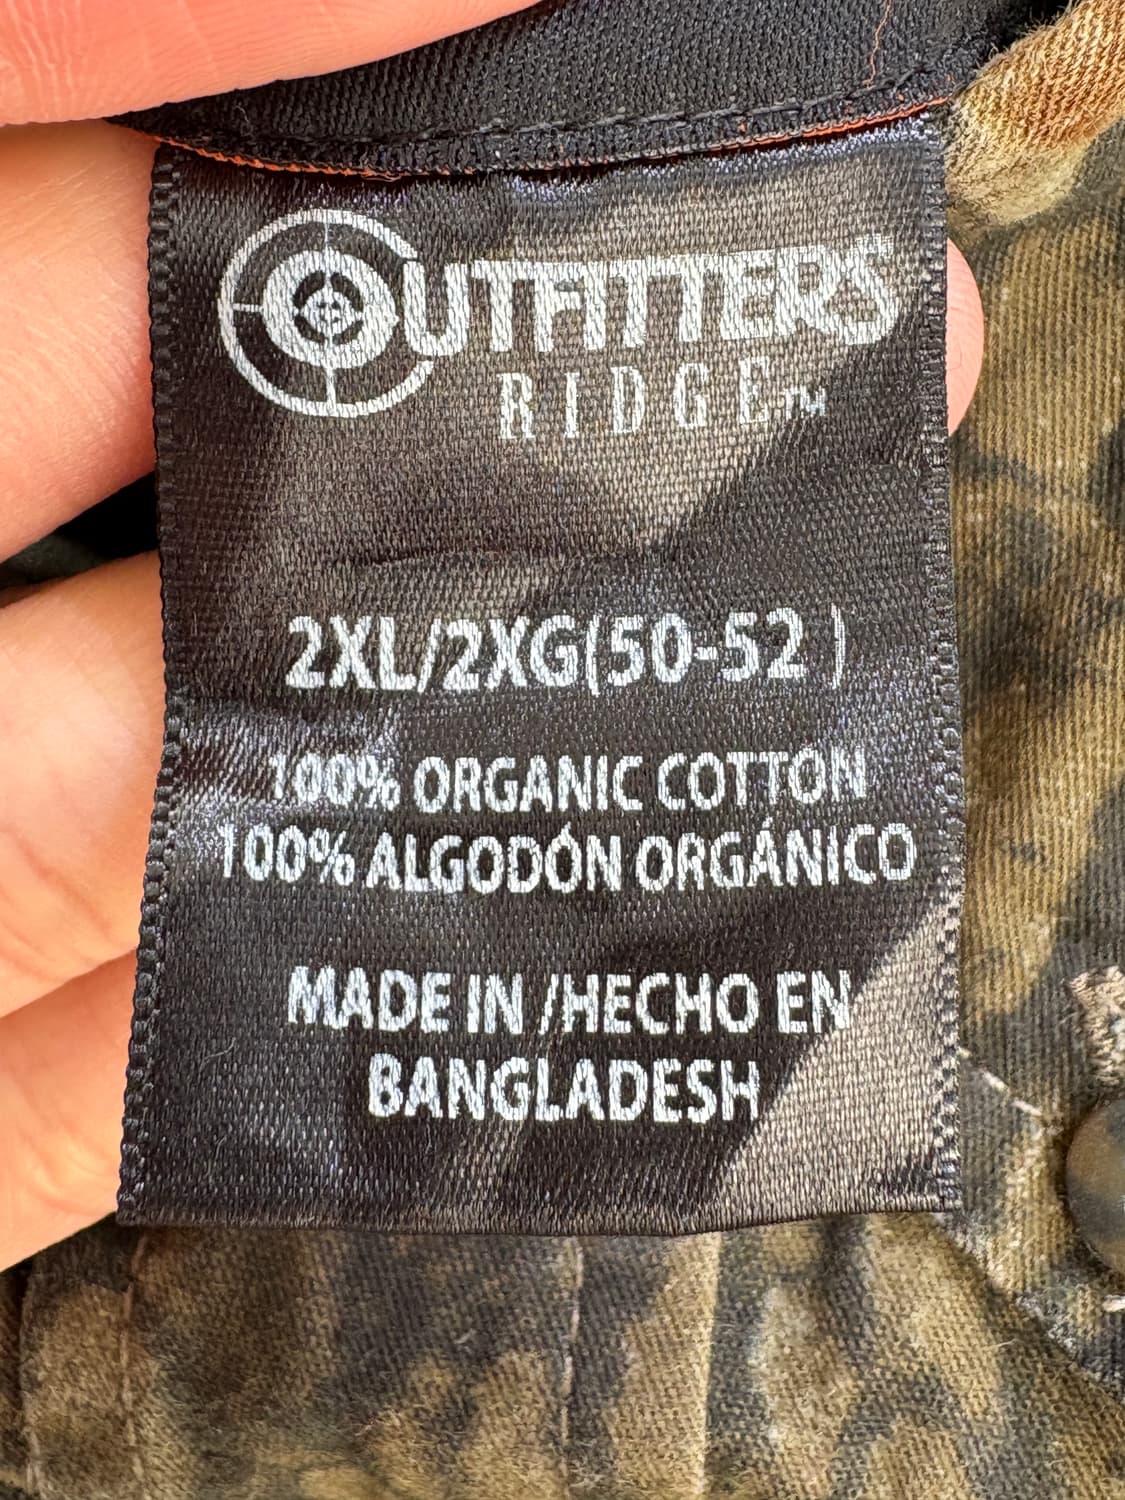 OUTFITTERS
RIDGE™
2XL/2XG(50-52 )
100% ORGANIC COTTON
100% ALGODÓN ORGÁNICO
MADE IN /HECHO EN
BANGLADESH